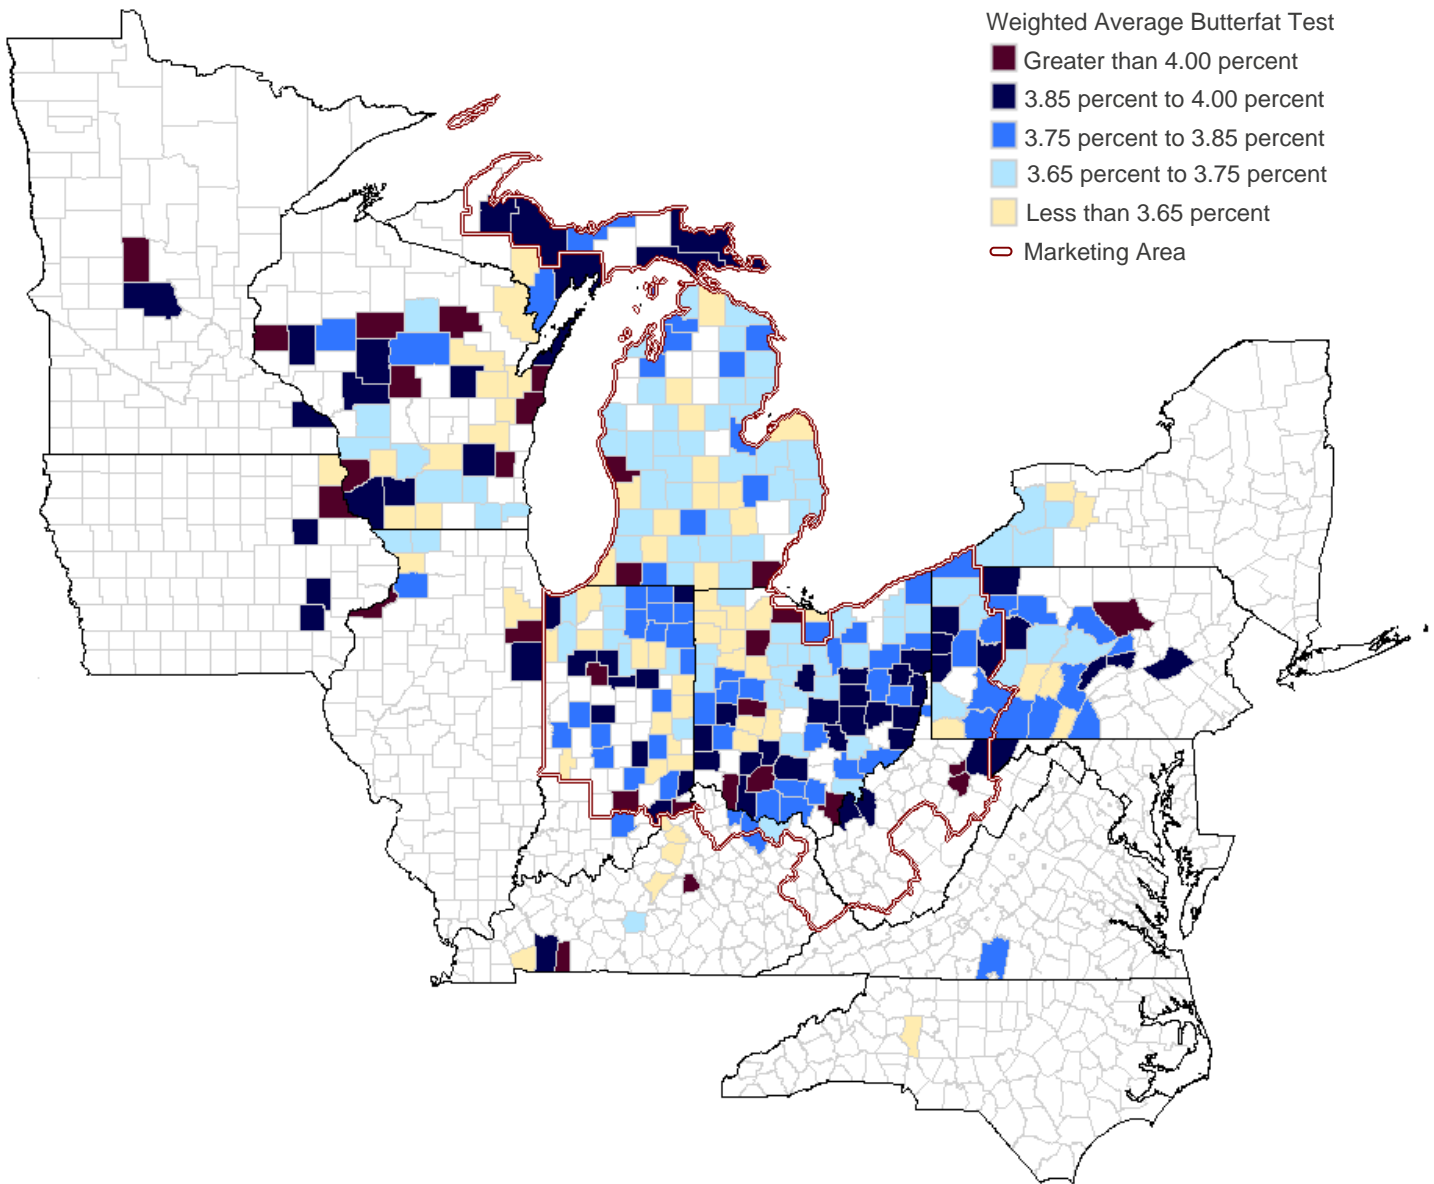 Weighted Average Butterfat Test
Greater than 4.00 percent
3.85 percent to 4.00 percent
3.75 percent to 3.85 percent
3.65 percent to 3.75 percent
Less than 3.65 percent
Marketing Area